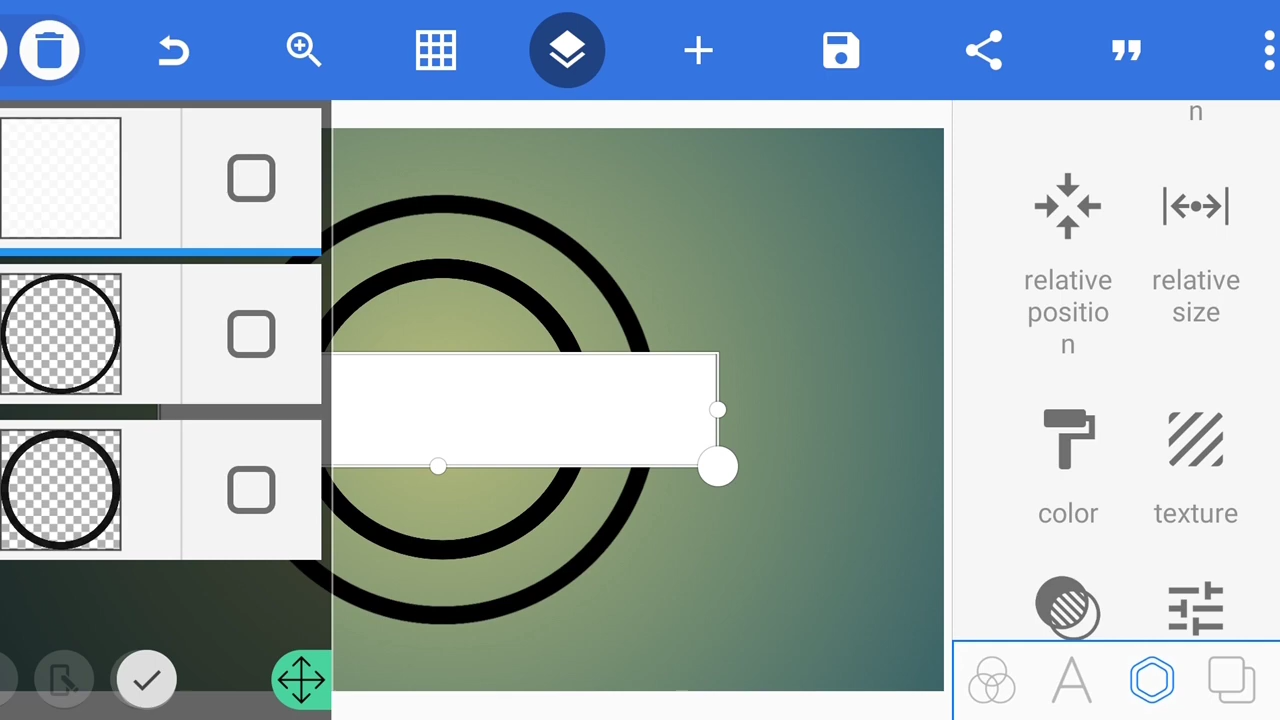 n
relative
positio
n
relative
size
color
texture